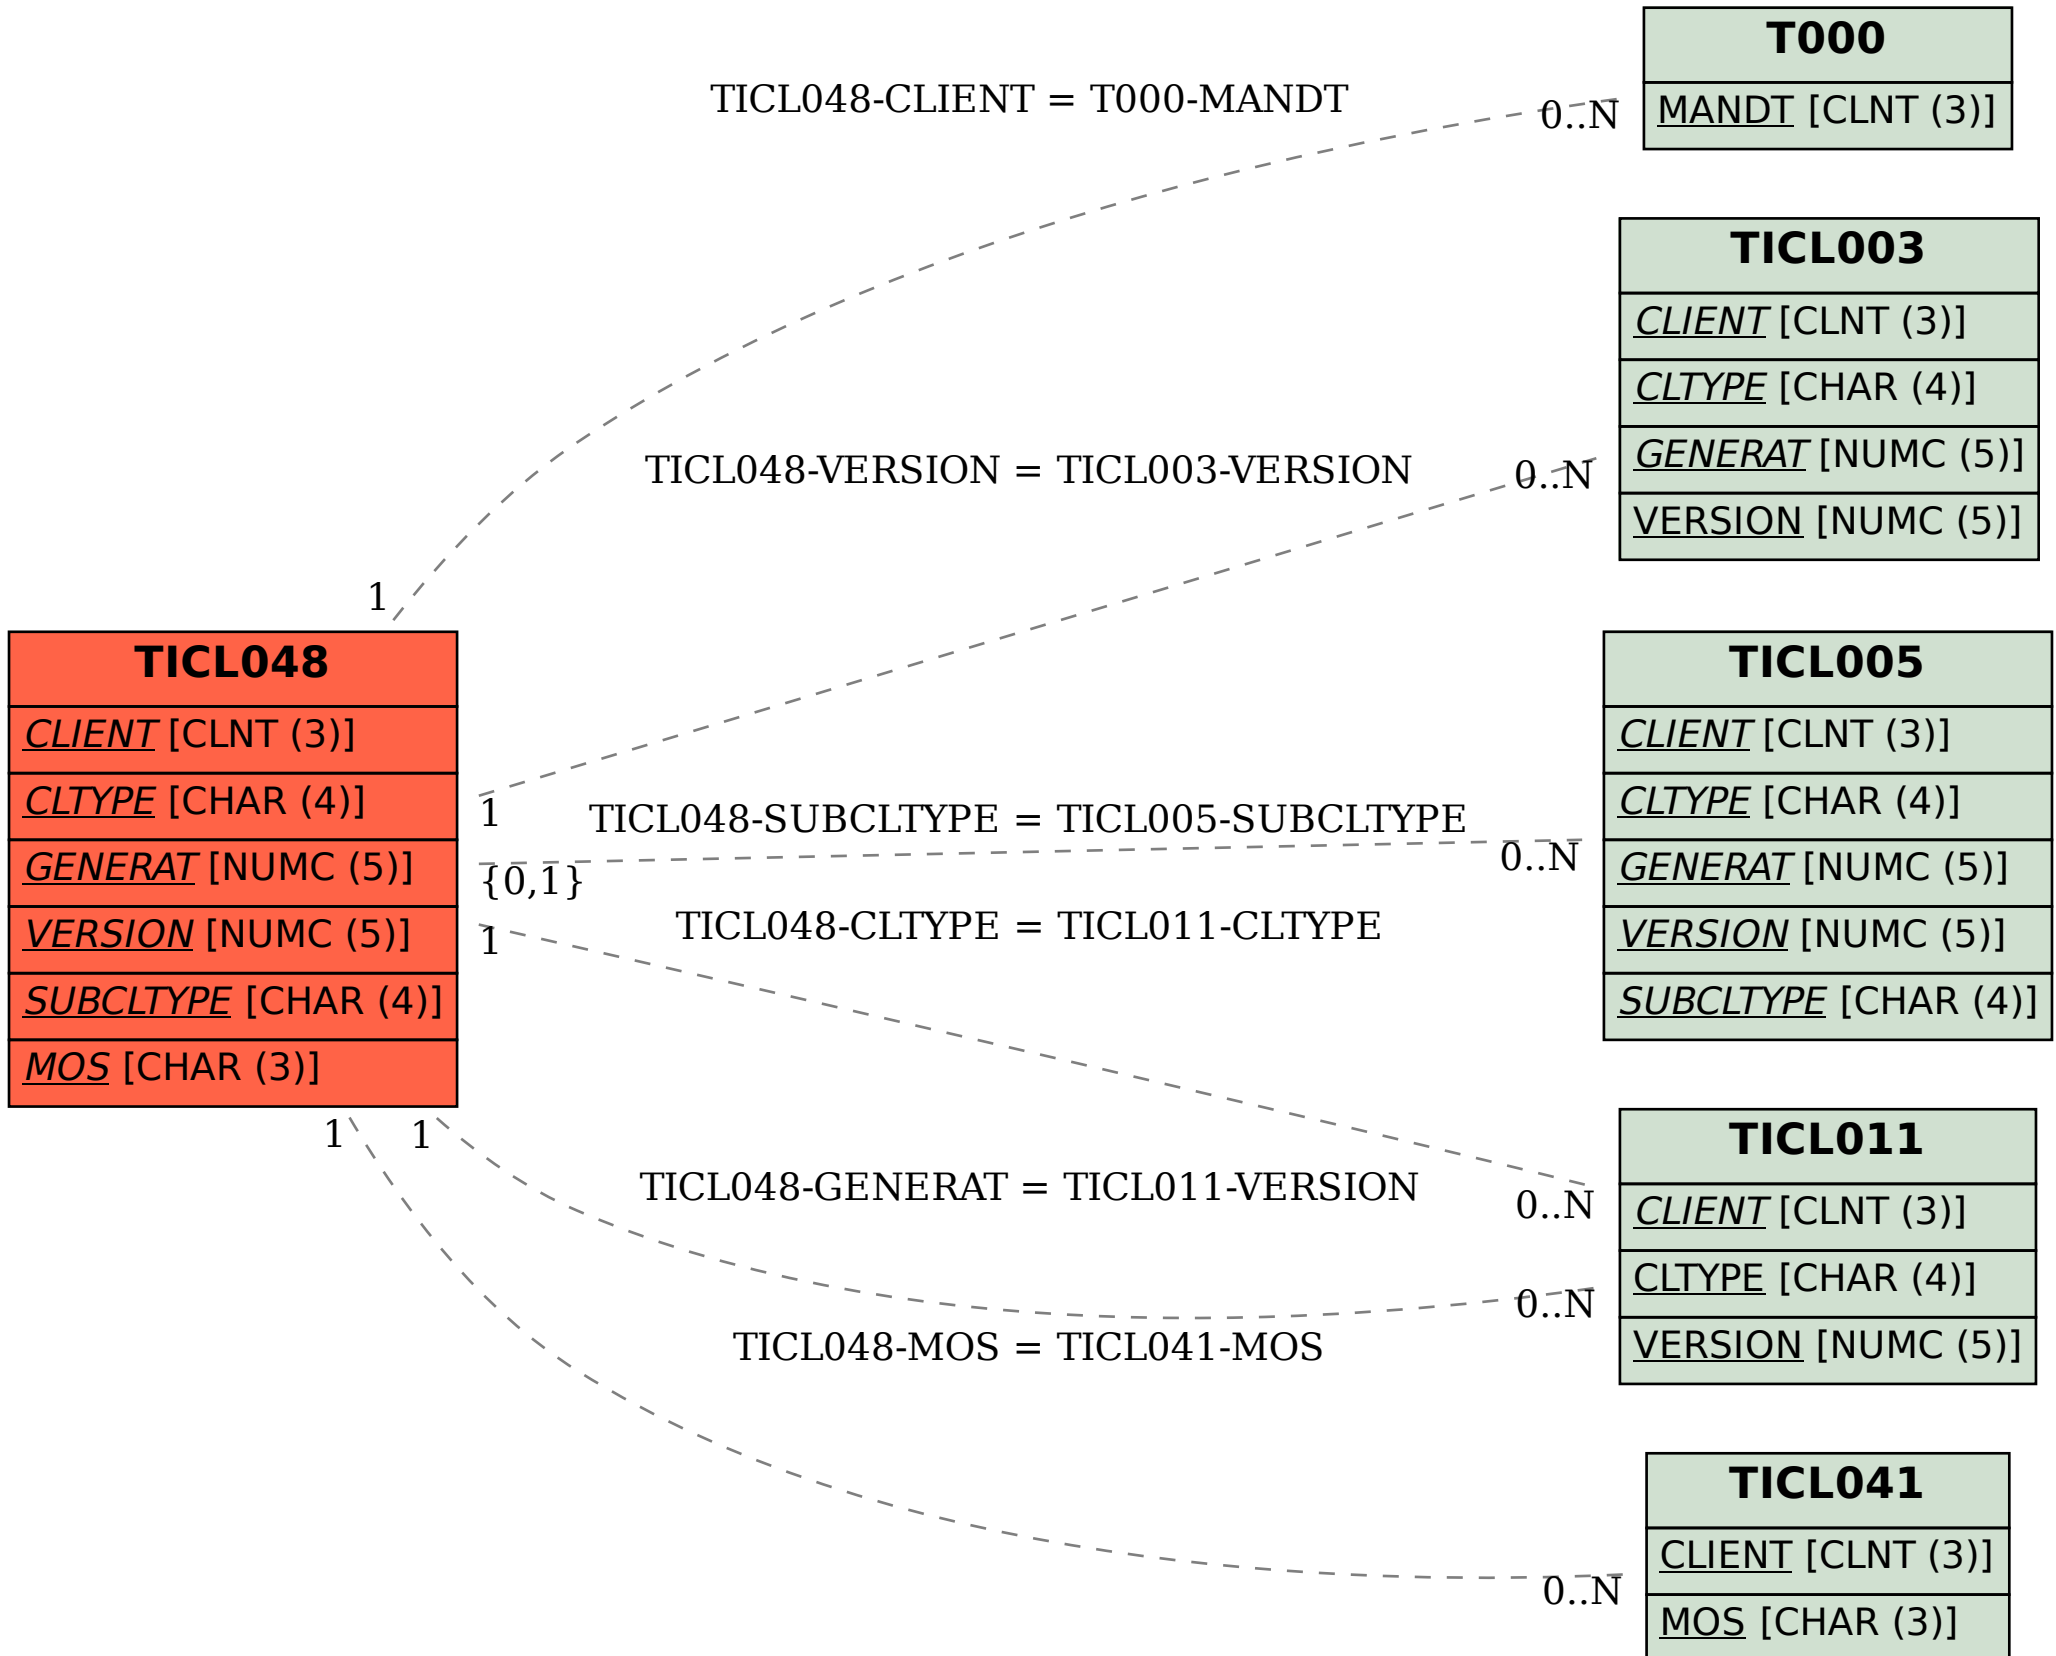 T000
MANDT [CLNT (3)]
TICL048-CLIENT = T000-MANDT
0..N
1
TICL003
CLIENT [CLNT (3)]
CLTYPE [CHAR (4)]
GENERAT [NUMC (5)]
VERSION [NUMC (5)]
TICL048-VERSION = TICL003-VERSION
0..N
1
TICL048
CLIENT [CLNT (3)]
CLTYPE [CHAR (4)]
GENERAT [NUMC (5)]
VERSION [NUMC (5)]
SUBCLTYPE [CHAR (4)]
MOS [CHAR (3)]
TICL048-SUBCLTYPE = TICL005-SUBCLTYPE
0..N
{0,1}
TICL005
CLIENT [CLNT (3)]
CLTYPE [CHAR (4)]
GENERAT [NUMC (5)]
VERSION [NUMC (5)]
SUBCLTYPE [CHAR (4)]
TICL048-CLTYPE = TICL011-CLTYPE
1
0..N
TICL011
CLIENT [CLNT (3)]
CLTYPE [CHAR (4)]
VERSION [NUMC (5)]
1
TICL048-GENERAT = TICL011-VERSION
0..N
1
TICL048-MOS = TICL041-MOS
0..N
TICL041
CLIENT [CLNT (3)]
MOS [CHAR (3)]